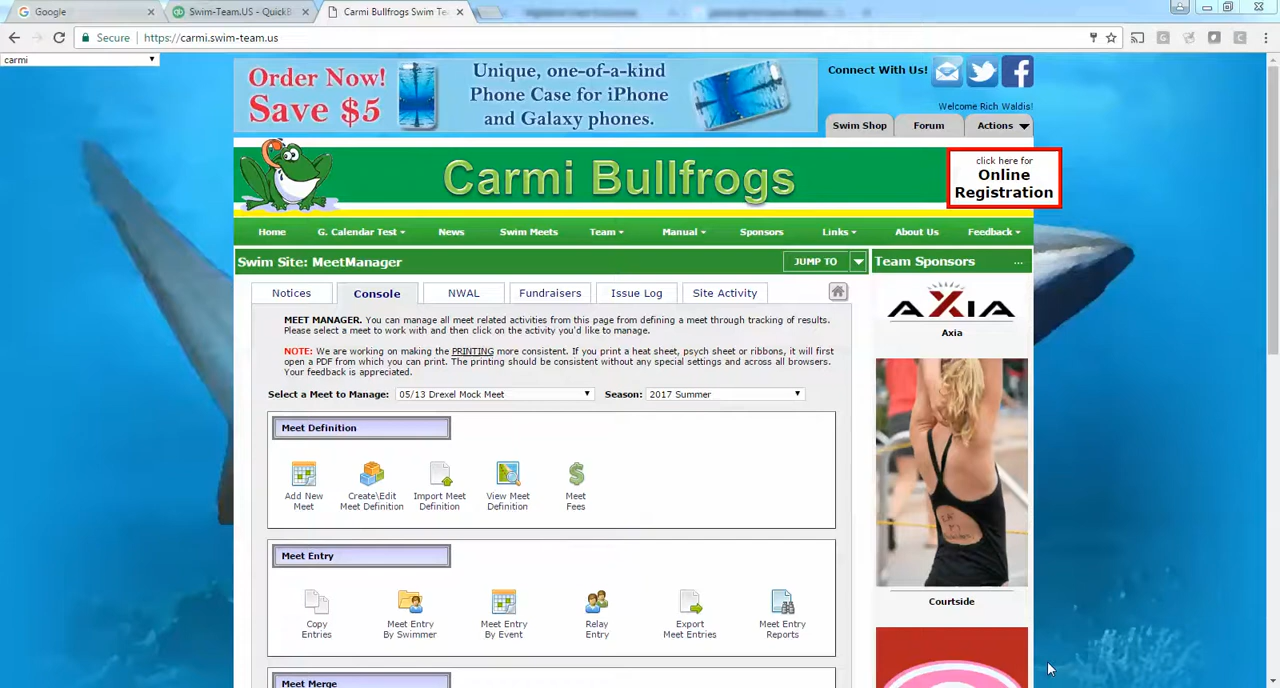 Google
Swim-Team.US - QuickB
Carmi Bullfrogs Swim Te
Secure
https://carmi.swim-team.us
carmi
Order Now!
Save $5
Unique, one-of-a-kind
Phone Case for iPhone
and Galaxy phones.
Connect With Us!
Welcome Rich Waldis!
Swim Shop
Forum
Actions
Carmi Bullfrogs
click here for
Online
Registration
Home
G. Calendar Test
News
Swim Meets
Team
Manual
Sponsors
Links
About Us
Feedback
Swim Site: MeetManager
JUMP TO
Team Sponsors
...
Notices
Console
NWAL
Fundraisers
Issue Log
Site Activity
MEET MANAGER. You can manage all meet related activities from this page from defining a meet through tracking of results.
Please select a meet to work with and then click on the activity you'd like to manage.
NOTE: We are working on making the PRINTING more consistent. If you print a heat sheet, psych sheet or ribbons, it will first
open a PDF from which you can print. The printing should be consistent without any special settings and across all browsers.
Your feedback is appreciated.
Select a Meet to Manage:
05/13 Drexel Mock Meet
Season:
2017 Summer
AXIA
Axia
Meet Definition
Add New
Meet
Create\Edit
Meet Definition
Import Meet
Definition
View Meet
Definition
Meet
Fees
Meet Entry
Copy
Entries
Meet Entry
By Swimmer
Meet Entry
By Event
Relay
Entry
Export
Meet Entries
Meet Entry
Reports
Courtside
Meet Merge